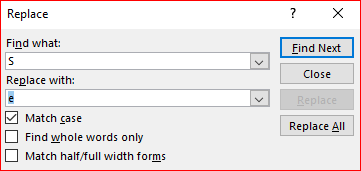 Replace ? ×
Find what:
S
Find Next
Close
Replace with:
e
Replace
Match case
Replace All
Find whole words only
Match half/full width forms